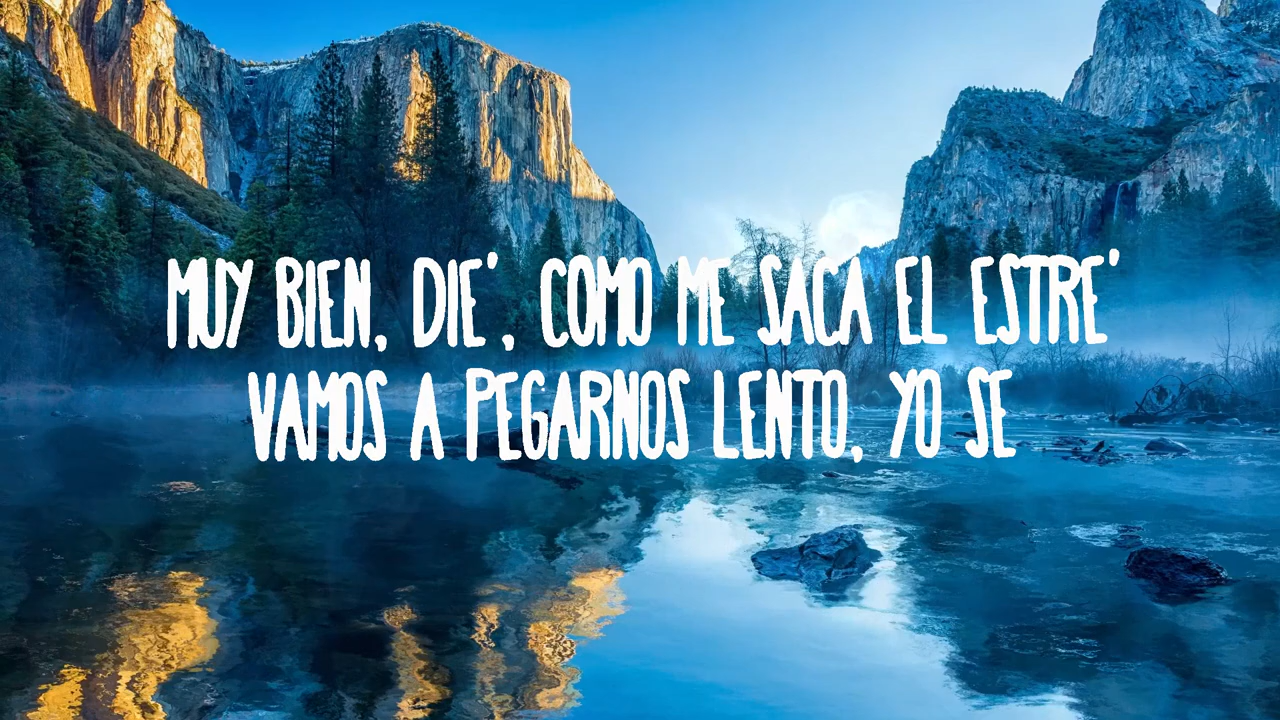 MUY BIEN, DIE', COMO ME SACA EL ESTRE'
VAMOS A PEGARNOS LENTO, YO SE